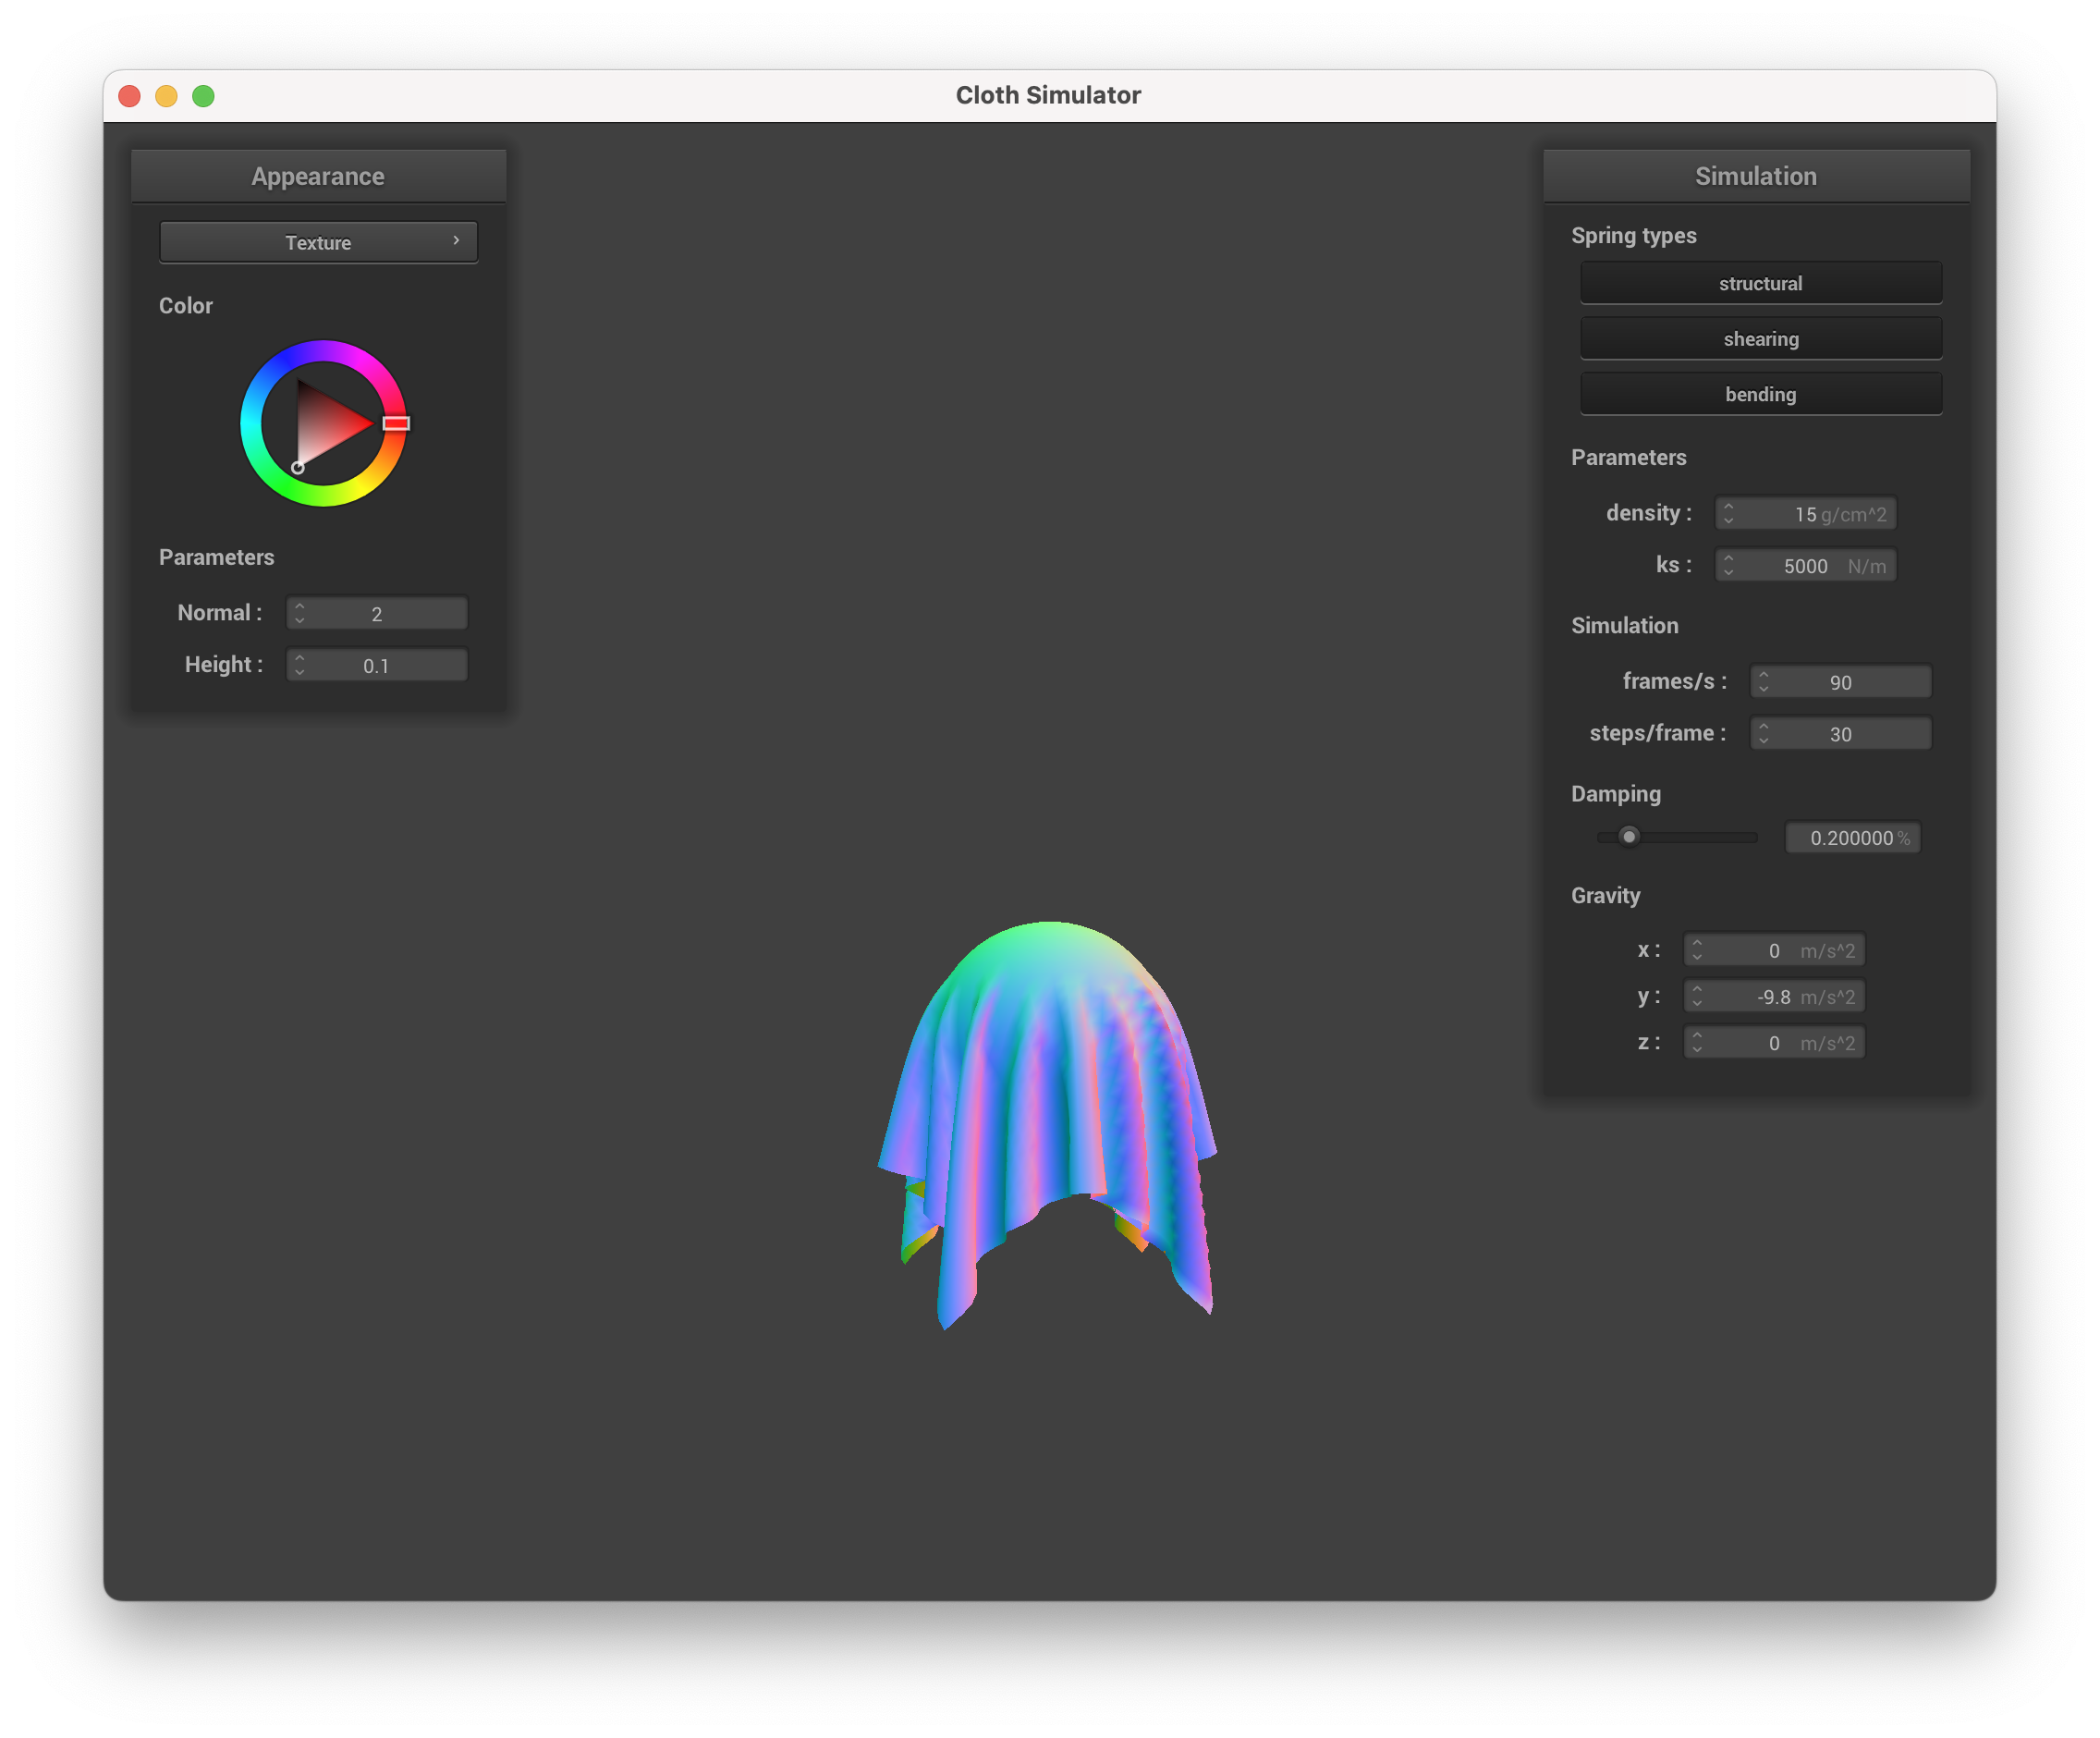 Cloth Simulator
Appearance
Texture
Color
Parameters
Normal : 2
Height : 0.1
Simulation
Spring types
structural
shearing
bending
Parameters
density : 15 g/cm^2
ks : 5000 N/m
Simulation
frames/s : 90
steps/frame : 30
Damping
0.200000 %
Gravity
x : 0 m/s^2
y : -9.8 m/s^2
z : 0 m/s^2